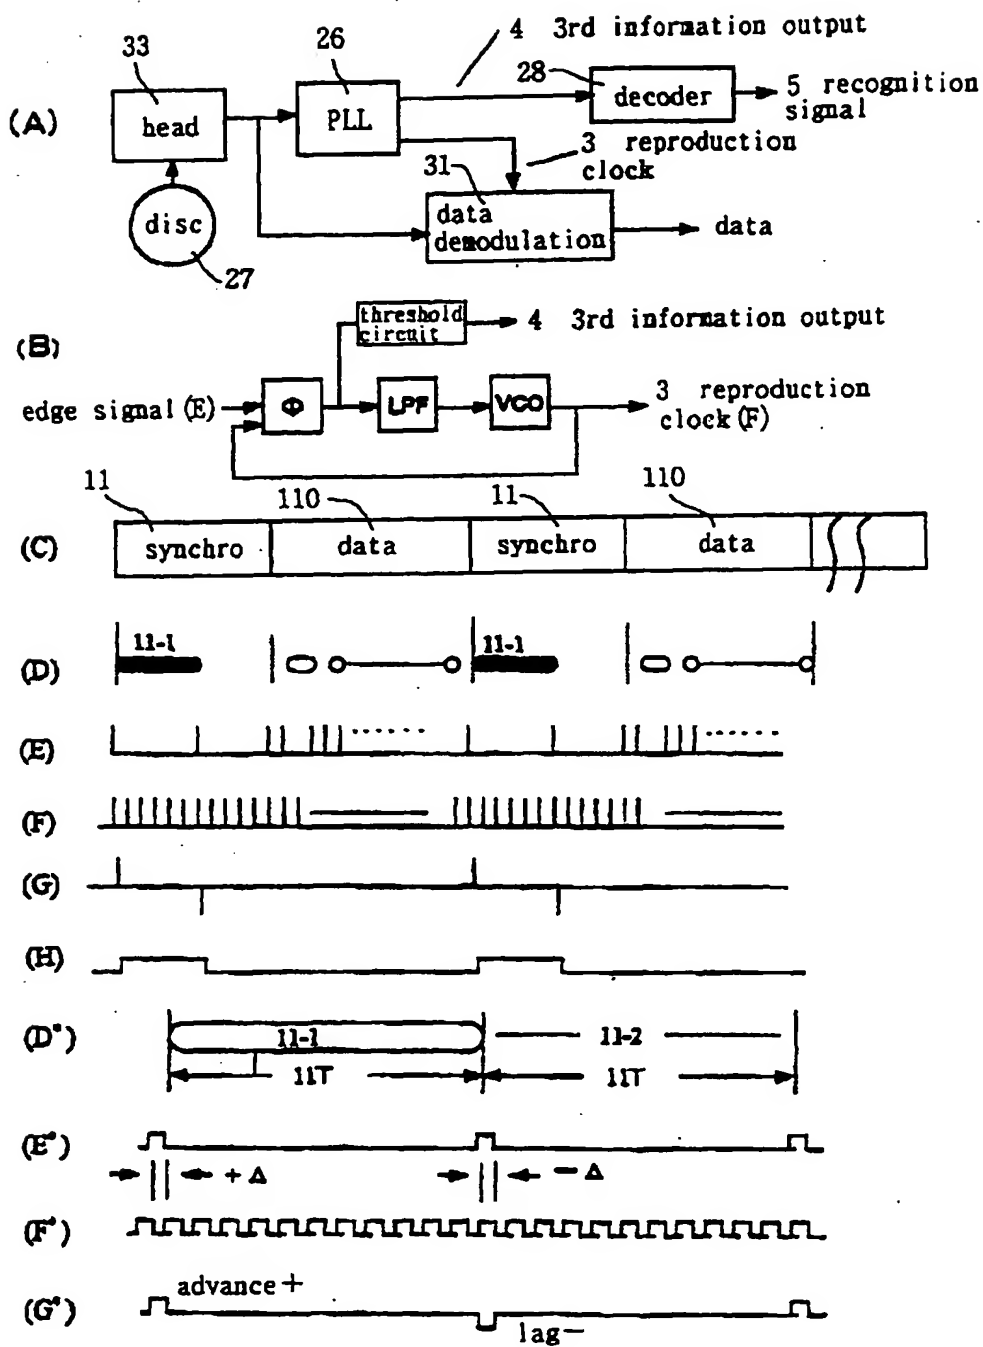 4 3rd information output
33
26
28
(A)
head
PLL
decoder
5 recognition
signal
3 reproduction
clock
31
disc
data
demodulation
data
27
(B)
threshold
circuit
4 3rd information output
edge signal (E)
Φ
LPF
VCO
3 reproduction
clock (F)
11
110
11
110
(C)
synchro
data
synchro
data
(D)
11-1
11-1
(E)
(F)
(G)
(H)
(D')
11-1
11-2
11T
11T
(E')
+ Δ
− Δ
(F')
(G')
advance +
lag −